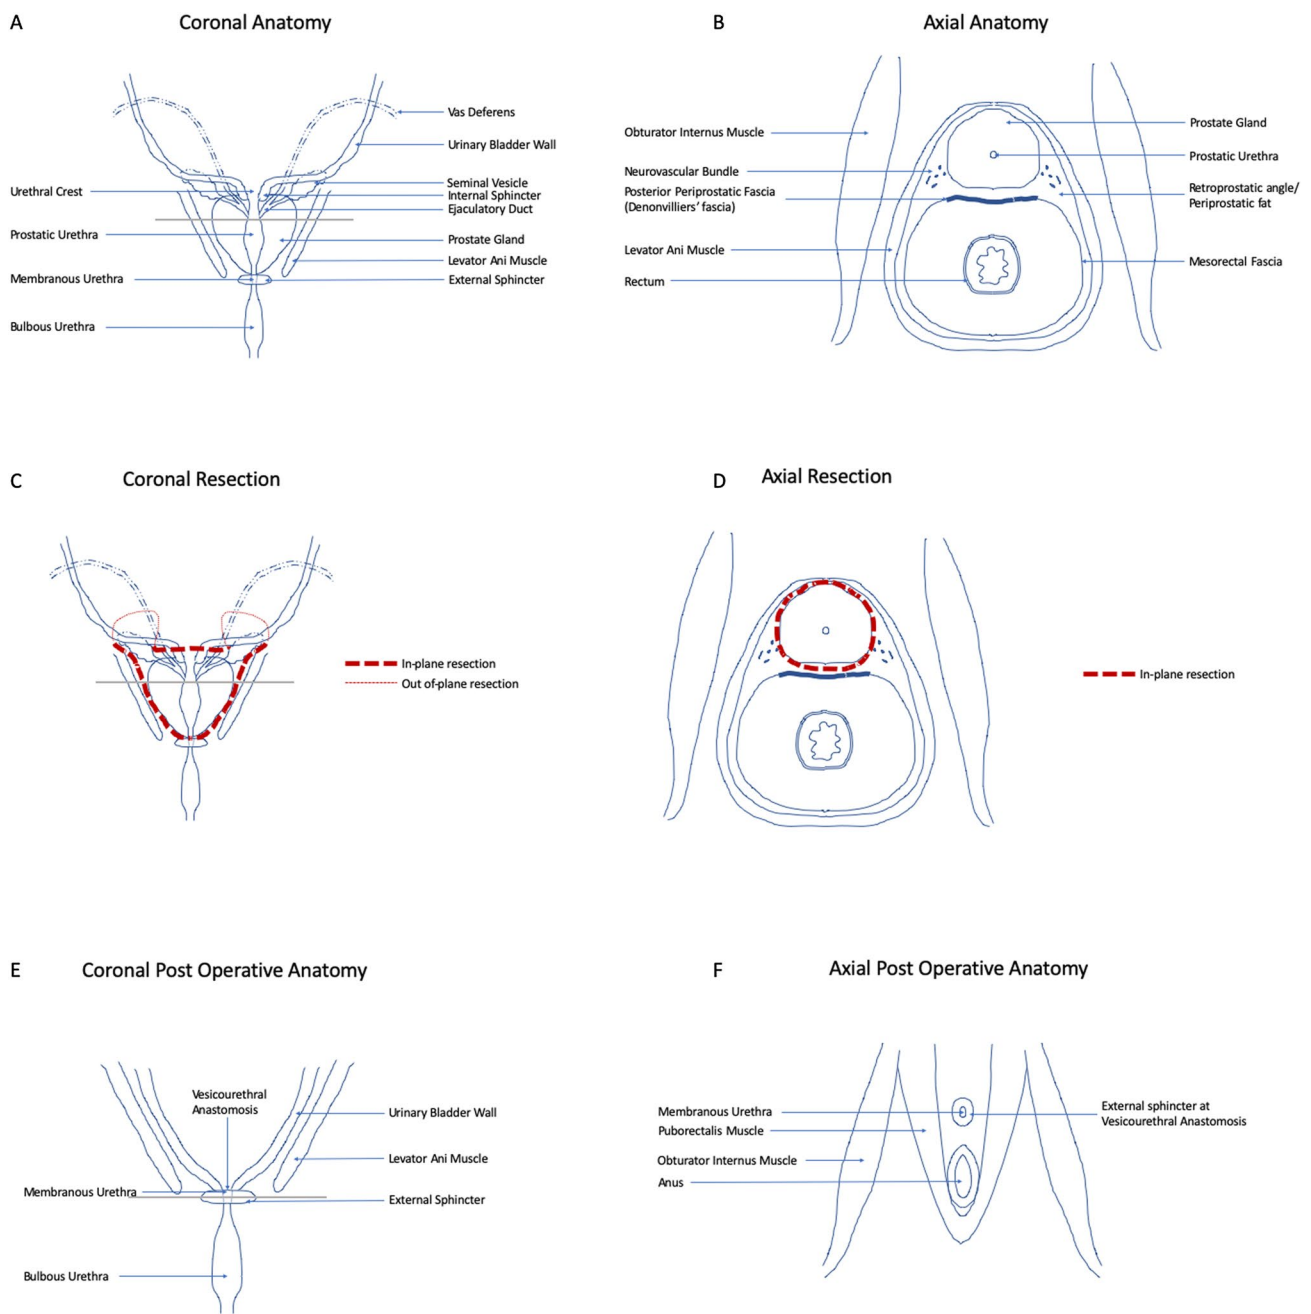 A
Coronal Anatomy
Vas Deferens
Urinary Bladder Wall
Seminal Vesicle
Urethral Crest
Internal Sphincter
Ejaculatory Duct
Prostatic Urethra
Prostate Gland
Levator Ani Muscle
Membranous Urethra
External Sphincter
Bulbous Urethra
B
Axial Anatomy
Obturator Internus Muscle
Prostate Gland
Prostatic Urethra
Neurovascular Bundle
Posterior Periprostatic Fascia
(Denonvilliers’ fascia)
Retroprostatic angle/
Periprostatic fat
Levator Ani Muscle
Mesorectal Fascia
Rectum
C
Coronal Resection
In-plane resection
Out of-plane resection
D
Axial Resection
In-plane resection
E
Coronal Post Operative Anatomy
Vesicourethral
Anastomosis
Urinary Bladder Wall
Levator Ani Muscle
Membranous Urethra
External Sphincter
Bulbous Urethra
F
Axial Post Operative Anatomy
Membranous Urethra
External sphincter at
Vesicourethral Anastomosis
Puborectalis Muscle
Obturator Internus Muscle
Anus